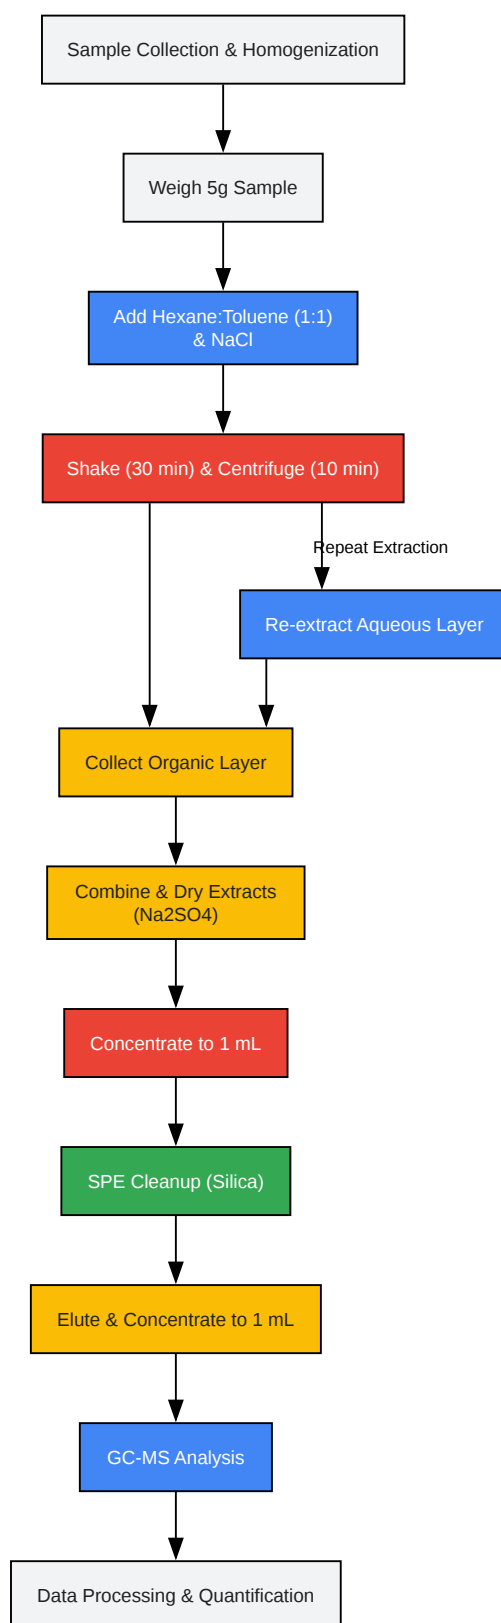 Sample Collection & Homogenization
Weigh 5g Sample
Add Hexane:Toluene (1:1)
& NaCl
Shake (30 min) & Centrifuge (10 min)
Repeat Extraction
Re-extract Aqueous Layer
Collect Organic Layer
Combine & Dry Extracts
(Na2SO4)
Concentrate to 1 mL
SPE Cleanup (Silica)
Elute & Concentrate to 1 mL
GC-MS Analysis
Data Processing & Quantification